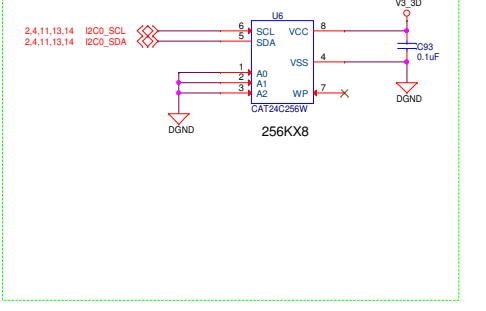 V3_3D
U6
2,4,11,13,14 I2C0_SCL 6 SCL VCC 8
2,4,11,13,14 I2C0_SDA 5 SDA
C93
0.1uF
VSS 4
1 A0
2 A1
3 A2 WP 7
DGND
CAT24C256W
DGND
256KX8